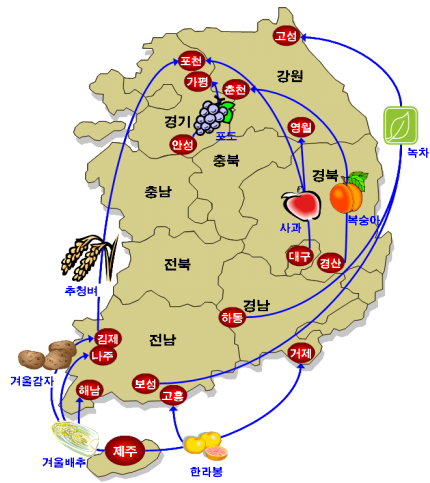 고성
포천
강원
가평
춘천
경기
포도
영월
안성
충북
녹차
경북
충남
사과
복숭아
대구
경산
전북
추청벼
경남
하동
김제
전남
나주
거제
겨울감자
보성
해남
고흥
제주
겨울배추
한라봉